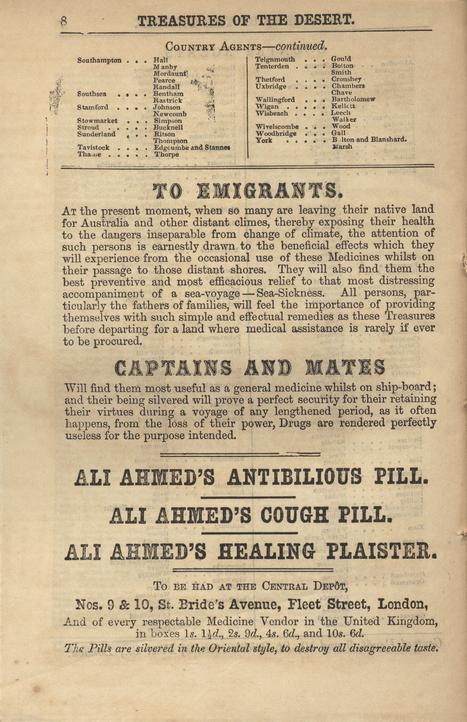 8 TREASURES OF THE DESERT.
COUNTRY AGENTS—continued.
Southampton . . . Hall
Manby
Mordaunt
Pearce
Randall
Southsea . . . . . Bentham
Rastrick
Stamford . . . . Johnson
Newcomb
Stowmarket . . . Simpson
Stroud . . . . . Bucknell
Sunderland . . . . Ritson
Thompson
Tavistock . . . . Edgcumbe and Stannes
Thame . . . . . Thorpe
Teignmouth . . . . Gould
Tenterden . . . . Bolton
Smith
Thetford . . . . Cronshey
Uxbridge . . . . Chambers
Chave
Wallingford . . . Bartholomew
Wigan . . . . . Kellick
Wisbeach . . . . Leech
Walker
Wivelscombe . . . Wood
Woodbridge . . . Gall
York . . . . . . Bolton and Blanshard.
Marsh
TO EMIGRANTS.
AT the present moment, when so many are leaving their native land
for Australia and other distant climes, thereby exposing their health
to the dangers inseparable from change of climate, the attention of
such persons is earnestly drawn to the beneficial effects which they
will experience from the occasional use of these Medicines whilst on
their passage to those distant shores. They will also find them the
best preventive and most efficacious relief to that most distressing
accompaniment of a sea-voyage—Sea-Sickness. All persons, par-
ticularly the fathers of families, will feel the importance of providing
themselves with such simple and effectual remedies as these Treasures
before departing for a land where medical assistance is rarely if ever
to be procured.
CAPTAINS AND MATES
Will find them most useful as a general medicine whilst on ship-board;
and their being silvered will prove a perfect security for their retaining
their virtues during a voyage of any lengthened period, as it often
happens, from the loss of their power, Drugs are rendered perfectly
useless for the purpose intended.
ALI AHMED'S ANTIBILIOUS PILL.
ALI AHMED'S COUGH PILL.
ALI AHMED'S HEALING PLAISTER.
TO BE HAD AT THE CENTRAL DEPÔT,
Nos. 9 & 10, St. Bride's Avenue, Fleet Street, London,
And of every respectable Medicine Vendor in the United Kingdom,
in boxes 1s. 1½d., 2s. 9d., 4s. 6d., and 10s. 6d.
The Pills are silvered in the Oriental style, to destroy all disagreeable taste.